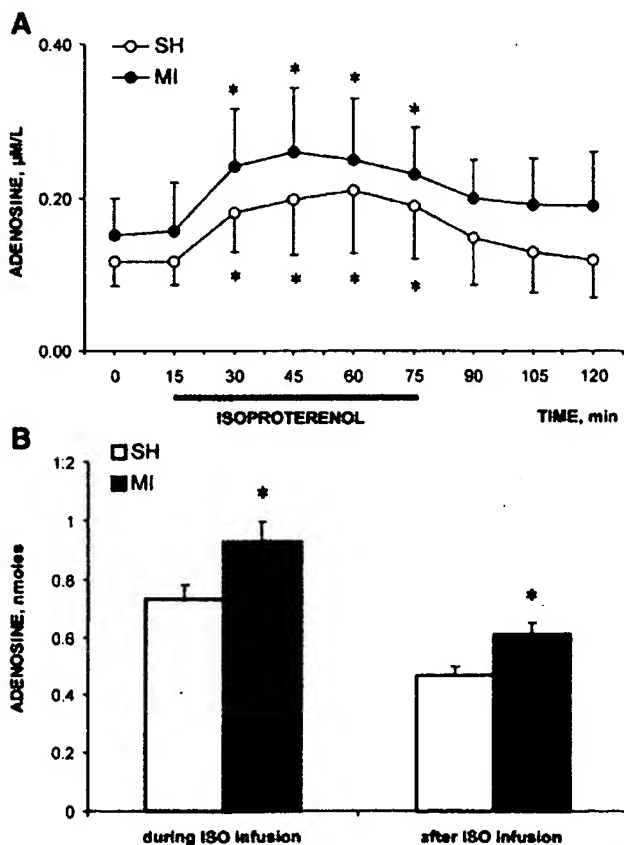 A
SH
MI
0.40
0.20
0.00
ADENOSINE, µM/L
* * * *
* * * *
0 15 30 45 60 75 90 105 120
ISOPROTERENOL TIME, min
B
SH
MI
1.2
1
0.8
0.6
0.4
0.2
0
ADENOSINE, nmoles
*
*
during ISO infusion after ISO infusion